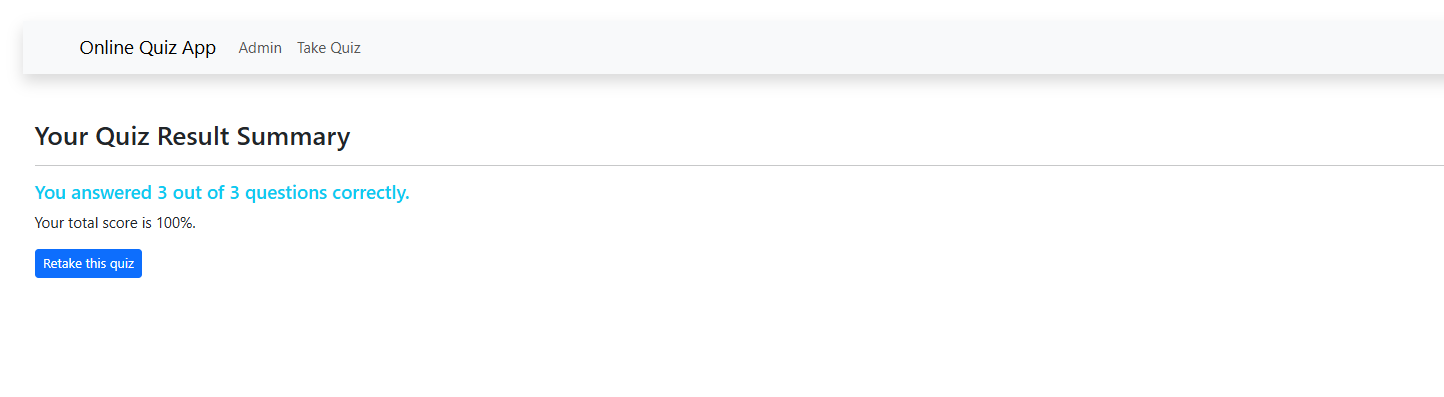 Online Quiz App Admin Take Quiz
Your Quiz Result Summary
You answered 3 out of 3 questions correctly.
Your total score is 100%.
Retake this quiz